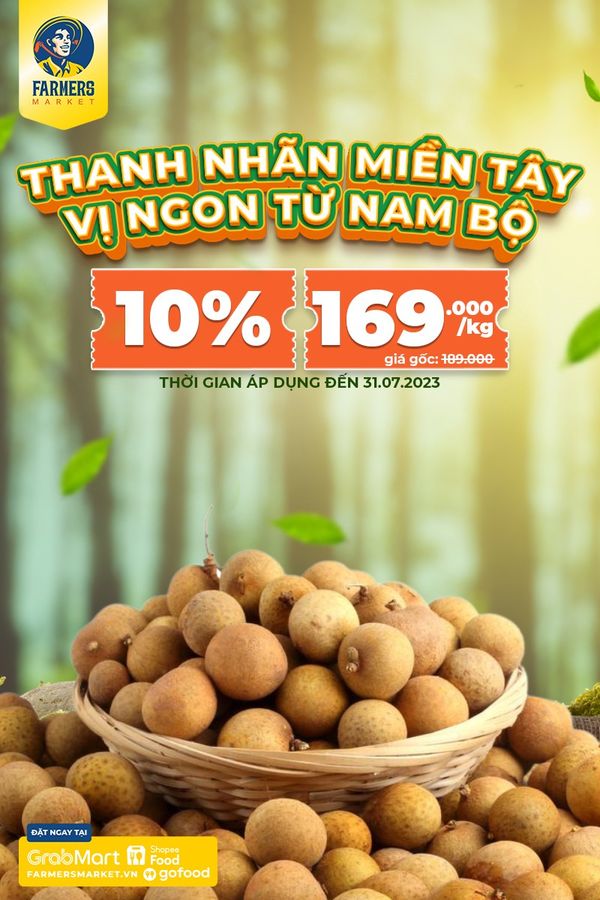 FARMERS
MARKET
THANH NHÃN MIỀN TÂY
VỊ NGON TỪ NAM BỘ
10%
169.000/kg
giá gốc: 189.000
THỜI GIAN ÁP DỤNG ĐẾN 31.07.2023
ĐẶT NGAY TẠI
GrabMart Shopee Food
FARMERSMARKET.VN gofood